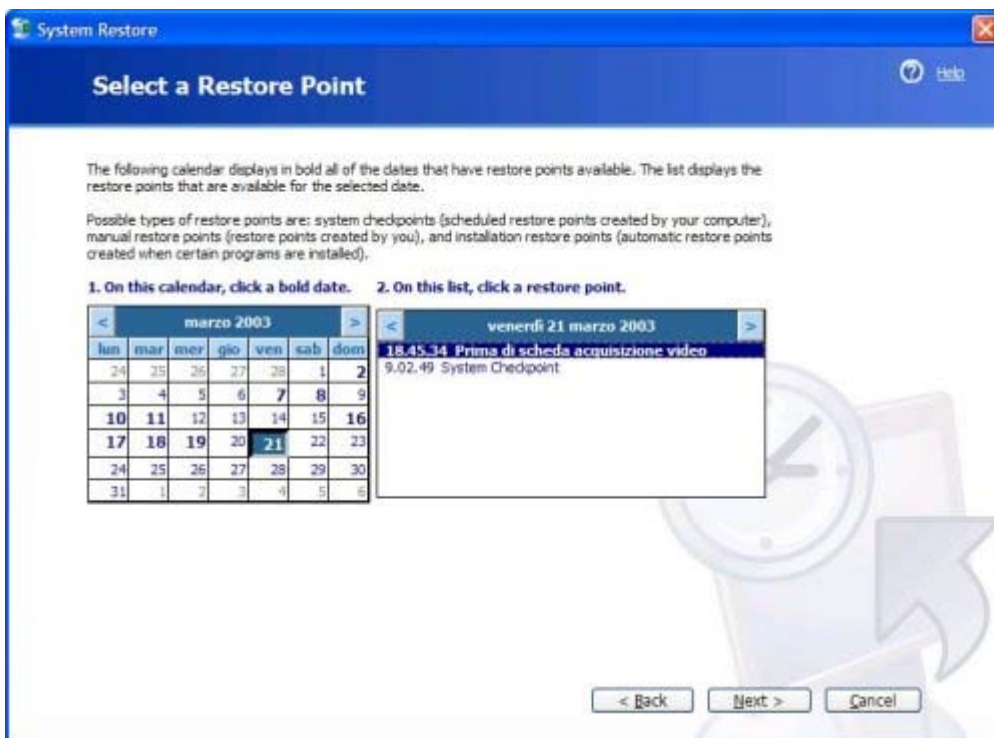 System Restore
Select a Restore Point
Help
The following calendar displays in bold all of the dates that have restore points available. The list displays the
restore points that are available for the selected date.
Possible types of restore points are: system checkpoints (scheduled restore points created by your computer),
manual restore points (restore points created by you), and installation restore points (automatic restore points
created when certain programs are installed).
1. On this calendar, click a bold date.
2. On this list, click a restore point.
< marzo 2003 >
lun mar mer gio ven sab dom
24 25 26 27 28 1 2
3 4 5 6 7 8 9
10 11 12 13 14 15 16
17 18 19 20 21 22 23
24 25 26 27 28 29 30
31 1 2 3 4 5 6
< venerdì 21 marzo 2003 >
18.45.34 Prima di scheda acquisizione video
9.02.49 System Checkpoint
< Back
Next >
Cancel